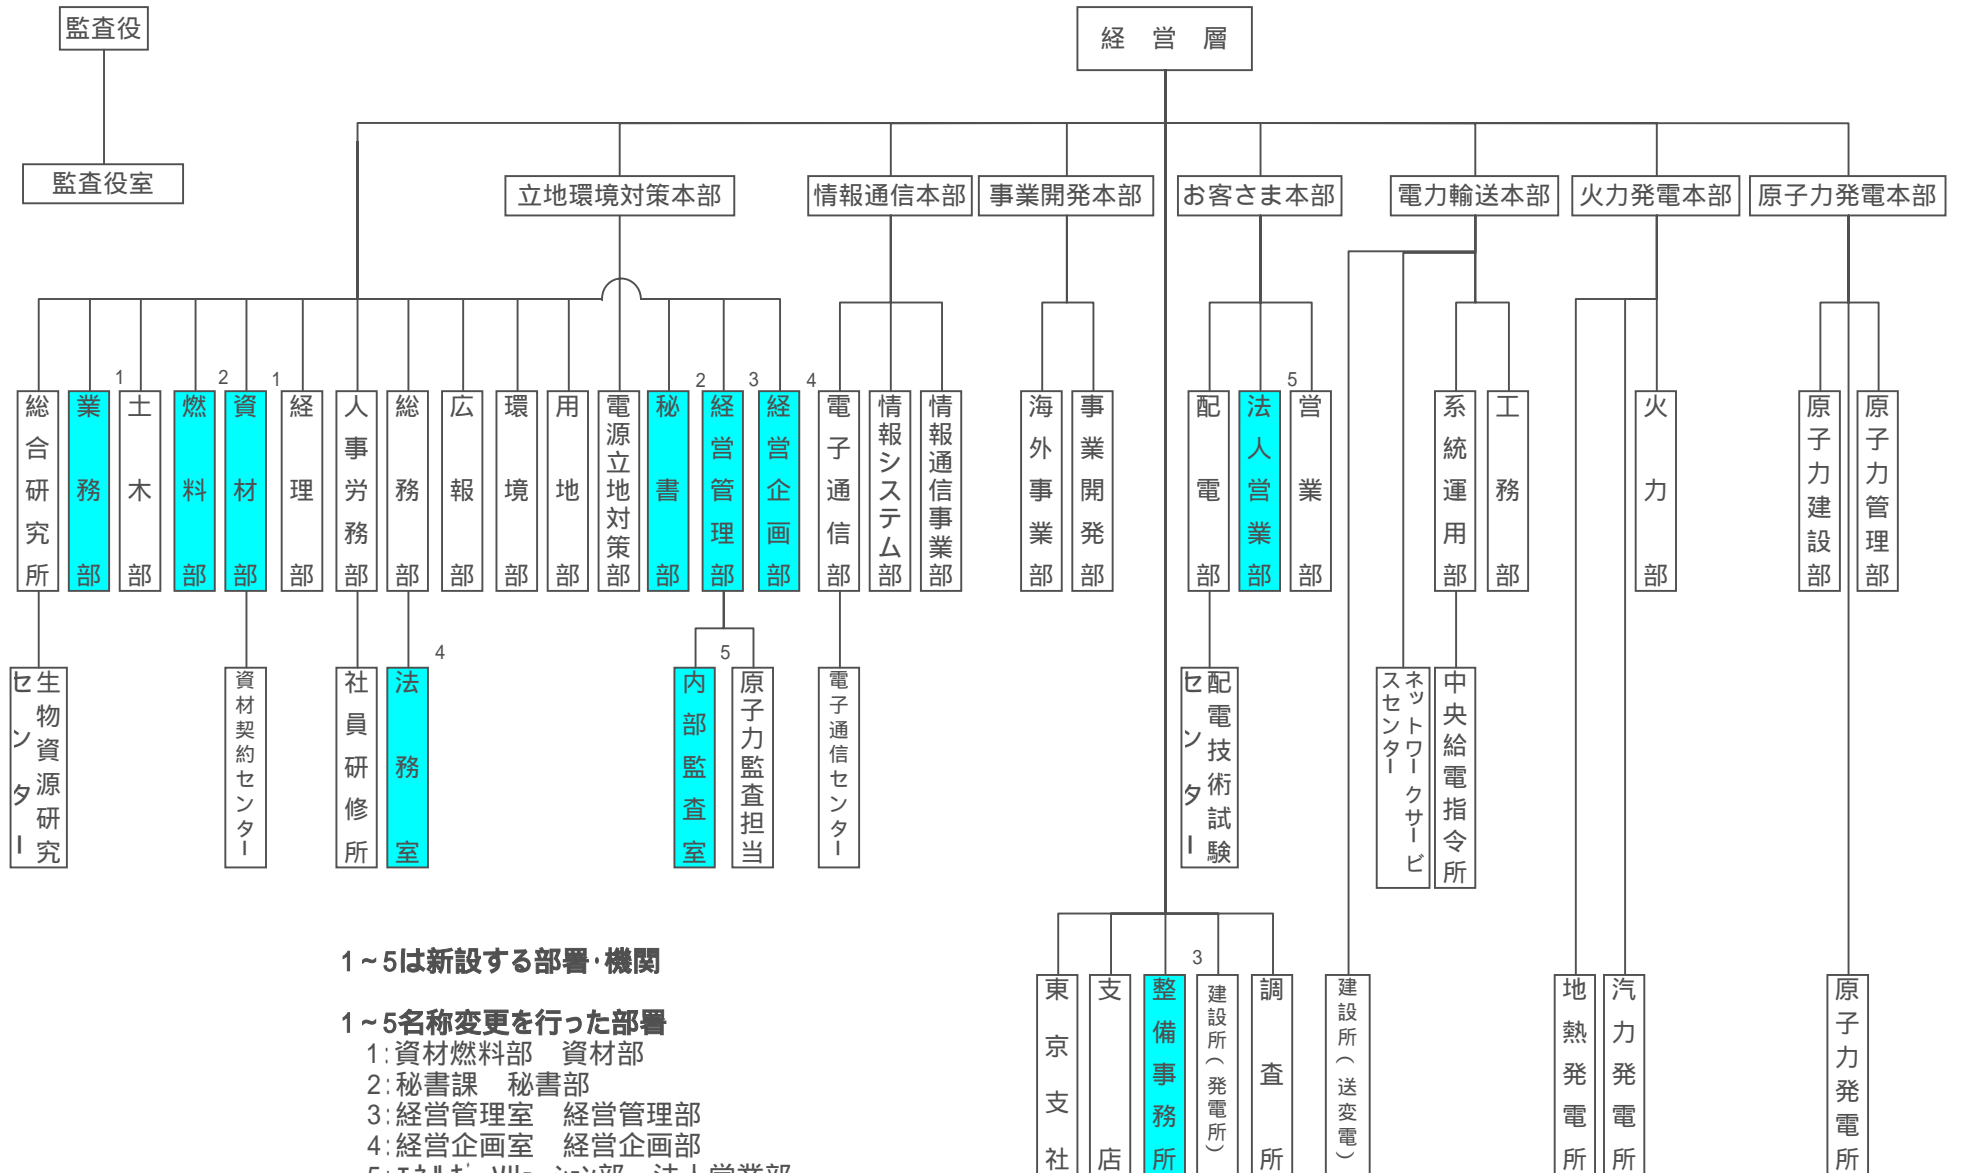 監査役
経 営 層
監査役室
立地環境対策本部
情報通信本部
事業開発本部
お客さま本部
電力輸送本部
火力発電本部
原子力発電本部
総合研究所
業務部
1
土木部
燃料部
2
資材部
1
経理部
人事労務部
総務部
広報部
環境部
用地部
電源立地対策部
秘書部
2
経営管理部
3
経営企画部
4
電子通信部
情報システム部
情報通信事業部
海外事業部
事業開発部
配電部
法人営業部
5
営業部
系統運用部
工務部
火力部
原子力建設部
原子力管理部
生物資源研究
センター
資材契約センター
社員研修所
法務室
4
内部監査室
5
原子力監査担当
電子通信センター
配電技術試験
センター
ネットワークサービ
スセンター
中央給電指令所
東京支社
支店
整備事務所
3
建設所(発電所)
調査所
建設所(送変電)
地熱発電所
汽力発電所
原子力発電所
1~5は新設する部署・機関
1~5名称変更を行った部署
1:資材燃料部 資材部
2:秘書課 秘書部
3:経営管理室 経営管理部
4:経営企画室 経営企画部